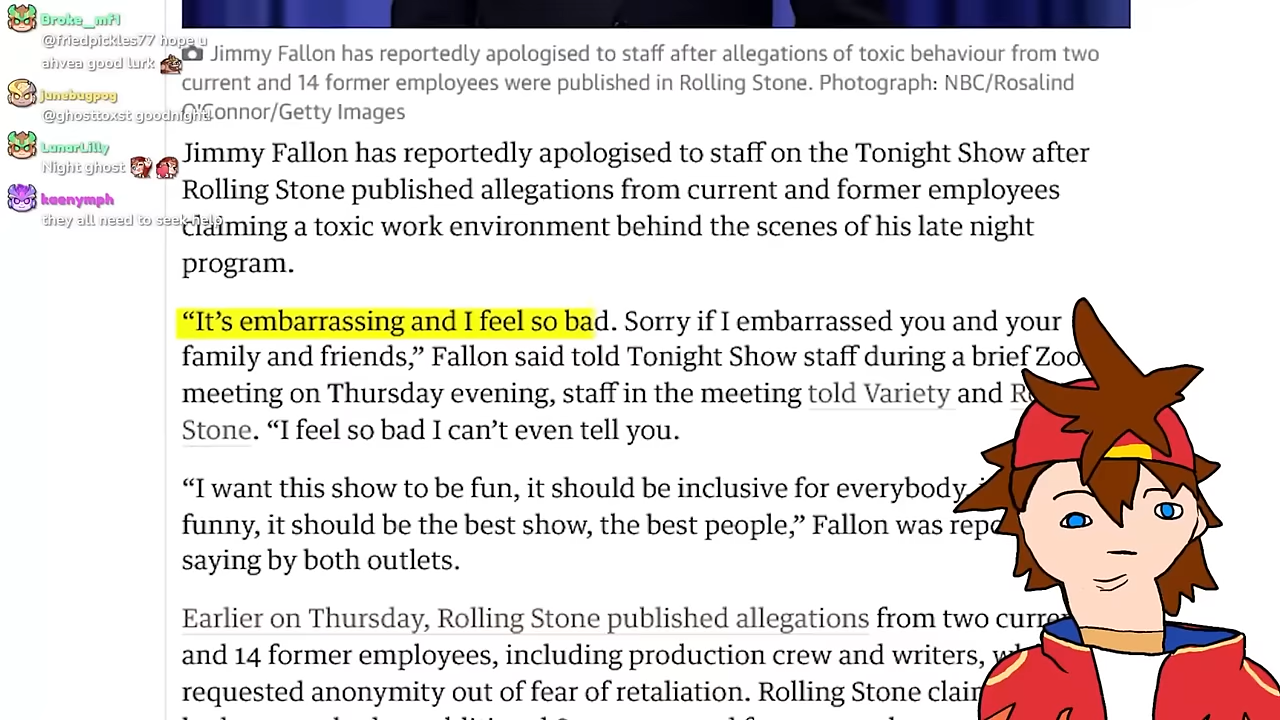 Broke_mf1
@friedpickles77 hope u
ahvea good lurk
junebugpog
@ghosttoxst goodnight!
LunarLilly
Night ghost
kaenymph
they all need to seek help
Jimmy Fallon has reportedly apologised to staff after allegations of toxic behaviour from two
current and 14 former employees were published in Rolling Stone. Photograph: NBC/Rosalind
O'Connor/Getty Images
Jimmy Fallon has reportedly apologised to staff on the Tonight Show after
Rolling Stone published allegations from current and former employees
claiming a toxic work environment behind the scenes of his late night
program.
“It’s embarrassing and I feel so bad. Sorry if I embarrassed you and your
family and friends,” Fallon said told Tonight Show staff during a brief Zoo
meeting on Thursday evening, staff in the meeting told Variety and R
Stone. “I feel so bad I can’t even tell you.
“I want this show to be fun, it should be inclusive for everybody, i
funny, it should be the best show, the best people,” Fallon was repo
saying by both outlets.
Earlier on Thursday, Rolling Stone published allegations from two curre
and 14 former employees, including production crew and writers, w
requested anonymity out of fear of retaliation. Rolling Stone clai